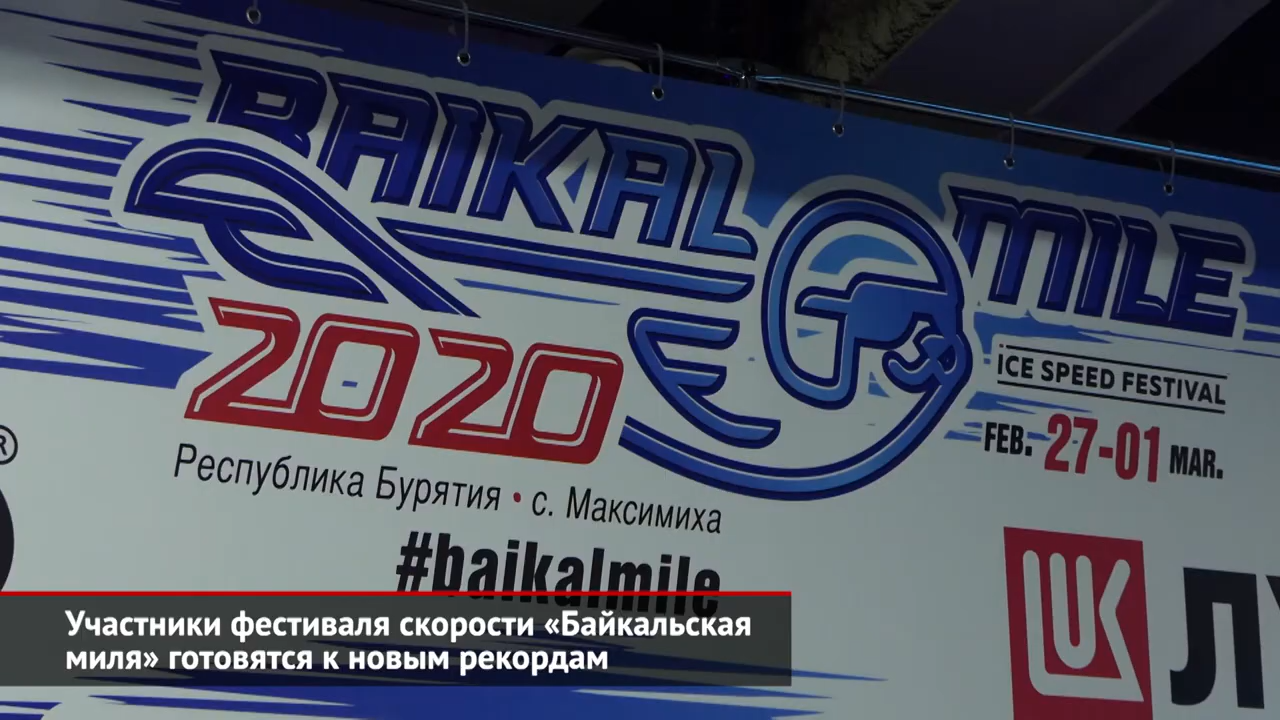 BAIKAL MILE
2020
ICE SPEED FESTIVAL
FEB. 27-01 MAR.
Республика Бурятия • с. Максимиха
#baikalmile
®
Участники фестиваля скорости «Байкальская
миля» готовятся к новым рекордам